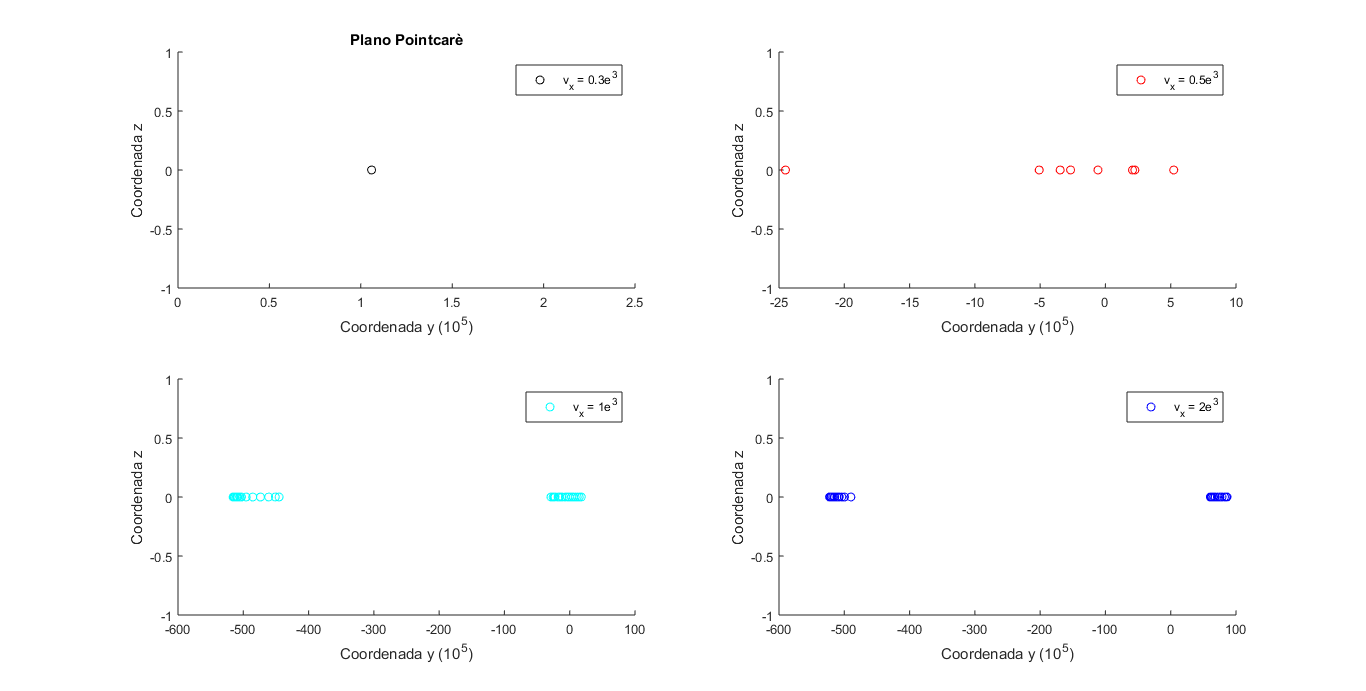 Plano Pointcarè
1
0.5
0
-0.5
-1
Coordenada z
v_x = 0.3e^3
0 0.5 1 1.5 2 2.5
Coordenada y (10^5)
1
0.5
0
-0.5
-1
Coordenada z
v_x = 0.5e^3
-25 -20 -15 -10 -5 0 5 10
Coordenada y (10^5)
1
0.5
0
-0.5
-1
Coordenada z
v_x = 1e^3
-600 -500 -400 -300 -200 -100 0 100
Coordenada y (10^5)
1
0.5
0
-0.5
-1
Coordenada z
v_x = 2e^3
-600 -500 -400 -300 -200 -100 0 100
Coordenada y (10^5)